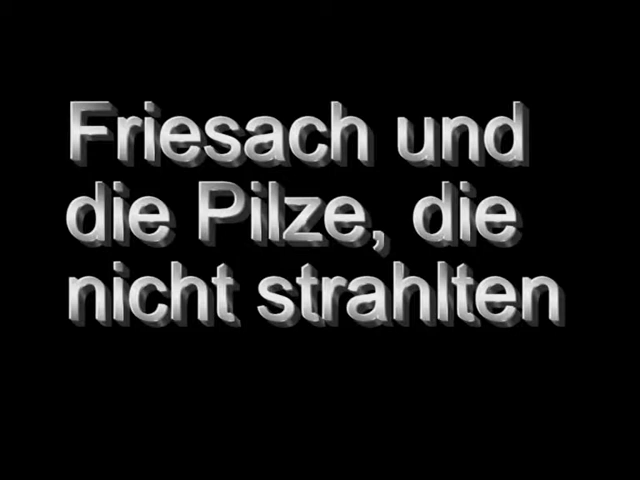 Friesach und
die Pilze, die
nicht strahlten